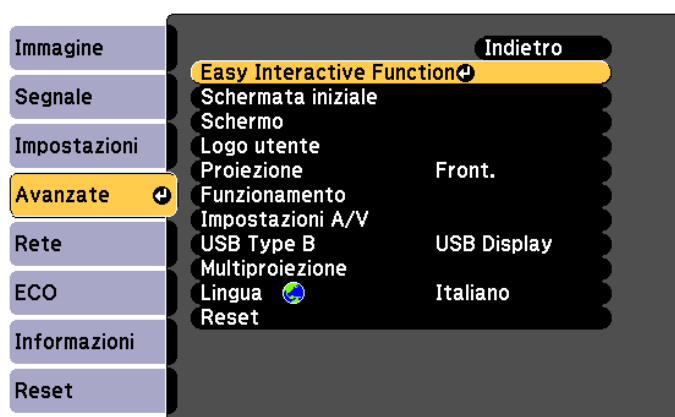 Immagine
Segnale
Impostazioni
Avanzate
Rete
ECO
Informazioni
Reset
Indietro
Easy Interactive Function
Schermata iniziale
Schermo
Logo utente
Proiezione Front.
Funzionamento
Impostazioni A/V
USB Type B USB Display
Multiproiezione
Lingua Italiano
Reset